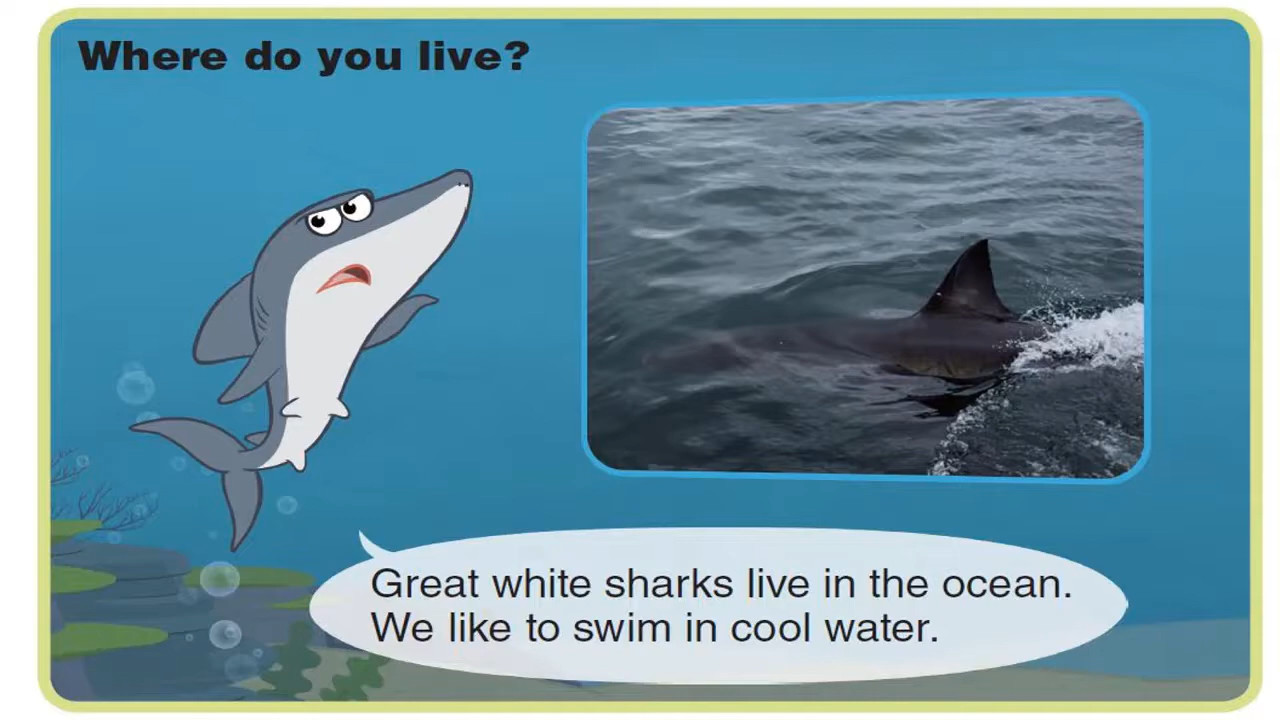 Where do you live?
Great white sharks live in the ocean.
We like to swim in cool water.